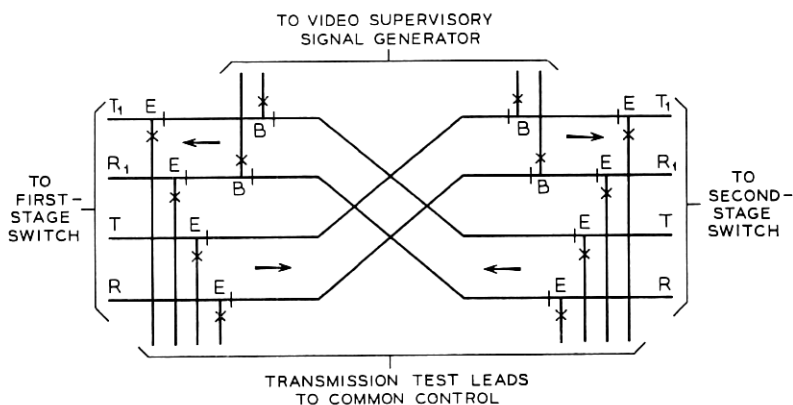 TO VIDEO SUPERVISORY
SIGNAL GENERATOR
T1 E B B E T1
R1 E B B E R1
TO
FIRST-
STAGE
SWITCH
T E E T
R E E R
TO
SECOND-
STAGE
SWITCH
TRANSMISSION TEST LEADS
TO COMMON CONTROL